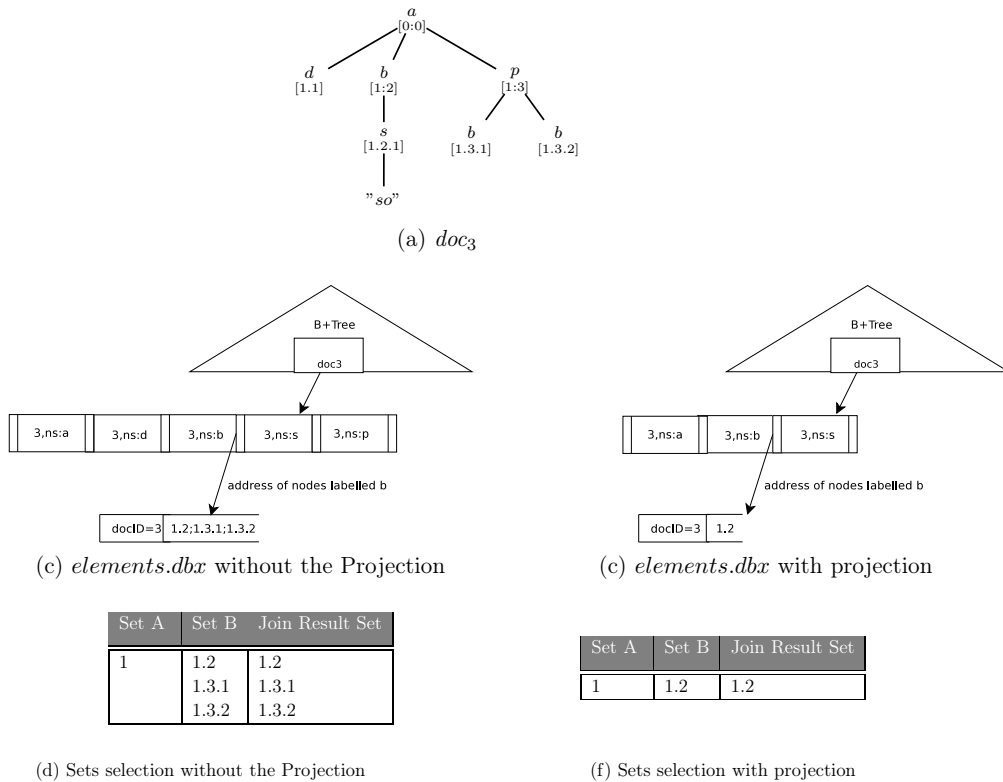 a
[0:0]
d b p
[1.1] [1:2] [1:3]
s b b
[1.2.1] [1.3.1] [1.3.2]
"so"
(a) doc3
B+Tree
doc3
3,ns:a 3,ns:d 3,ns:b 3,ns:s 3,ns:p
address of nodes labelled b
docID=3 1.2;1.3.1;1.3.2
(c) elements.dbx without the Projection
B+Tree
doc3
3,ns:a 3,ns:b 3,ns:s
address of nodes labelled b
docID=3 1.2
(c) elements.dbx with projection
Set A Set B Join Result Set
1 1.2 1.2
1.3.1 1.3.1
1.3.2 1.3.2
(d) Sets selection without the Projection
Set A Set B Join Result Set
1 1.2 1.2
(f) Sets selection with projection